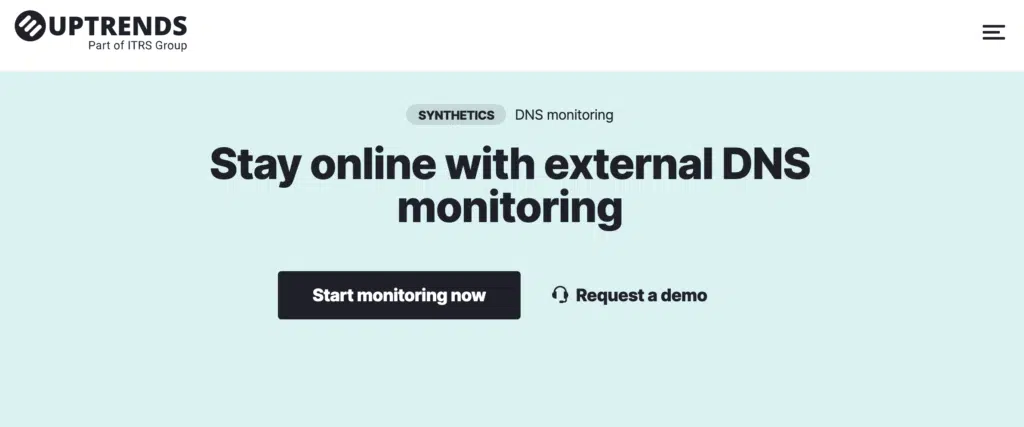 UPTRENDS
Part of ITRS Group
SYNTHETICS DNS monitoring
Stay online with external DNS
monitoring
Start monitoring now Request a demo